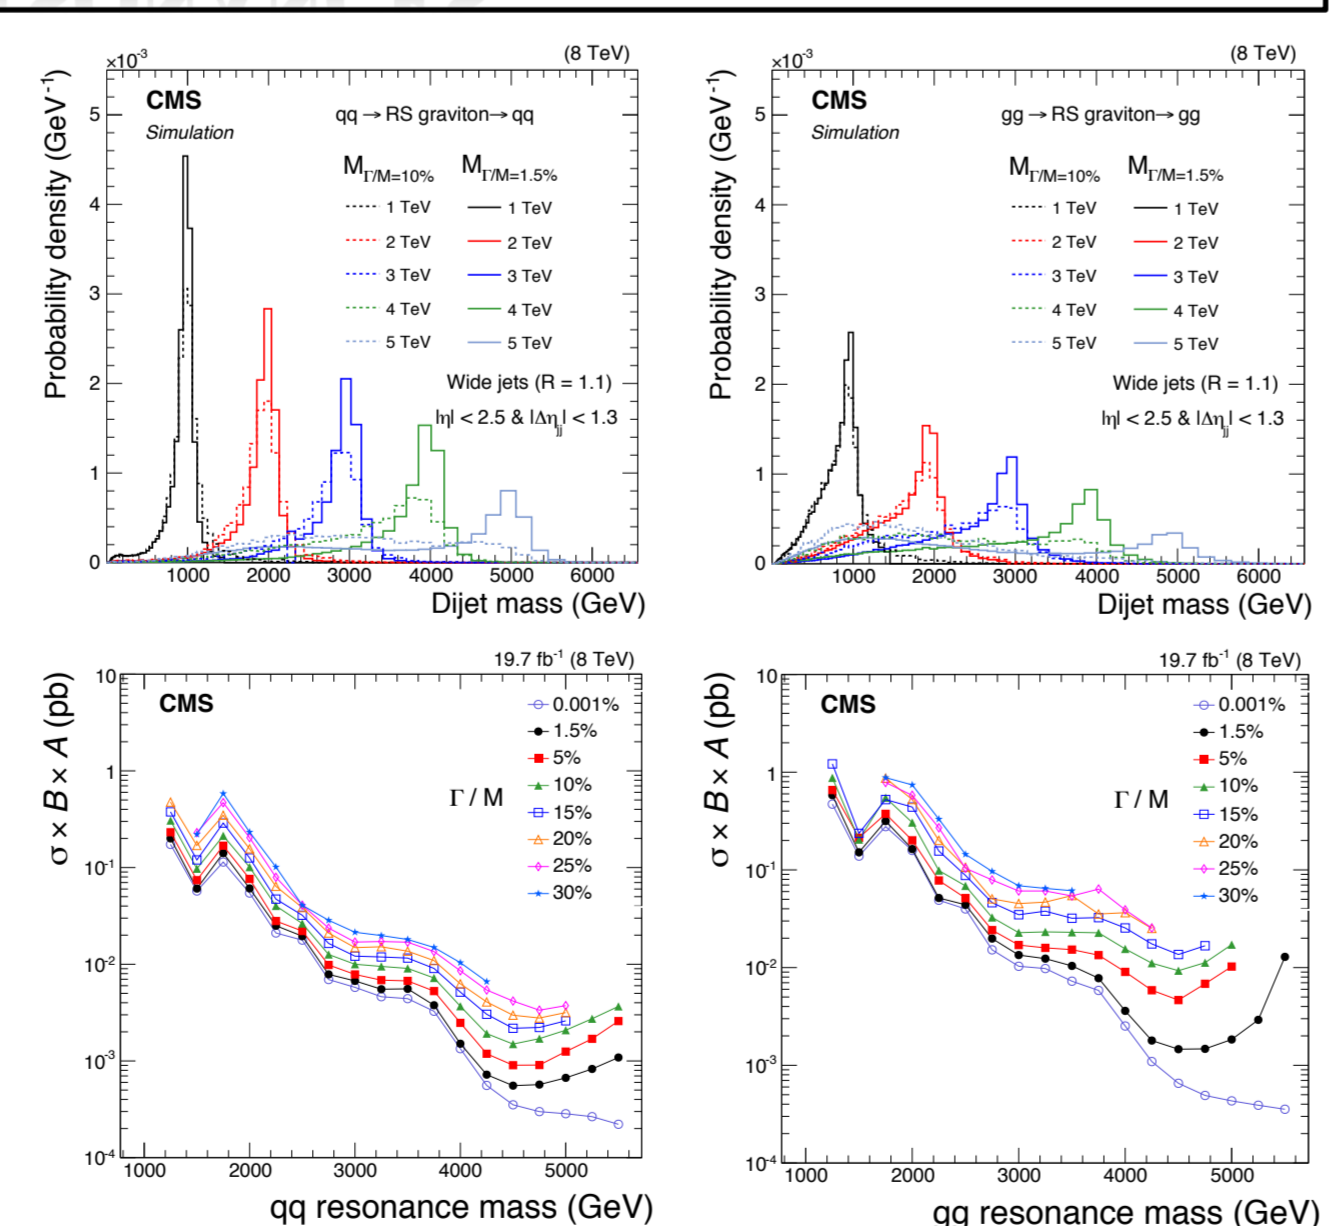 ×10⁻³
(8 TeV)
CMS
Simulation
qq → RS graviton → qq
M_Γ/M=10% M_Γ/M=1.5%
1 TeV 1 TeV
2 TeV 2 TeV
3 TeV 3 TeV
4 TeV 4 TeV
5 TeV 5 TeV
Wide jets (R = 1.1)
|η| < 2.5 & |Δη_jj| < 1.3
Probability density (GeV⁻¹)
5
4
3
2
1
0
1000 2000 3000 4000 5000 6000
Dijet mass (GeV)
×10⁻³
(8 TeV)
CMS
Simulation
gg → RS graviton → gg
M_Γ/M=10% M_Γ/M=1.5%
1 TeV 1 TeV
2 TeV 2 TeV
3 TeV 3 TeV
4 TeV 4 TeV
5 TeV 5 TeV
Wide jets (R = 1.1)
|η| < 2.5 & |Δη_jj| < 1.3
Probability density (GeV⁻¹)
5
4
3
2
1
0
1000 2000 3000 4000 5000 6000
Dijet mass (GeV)
19.7 fb⁻¹ (8 TeV)
CMS
0.001%
1.5%
5%
10%
15%
20%
25%
30%
Γ / M
σ × B × A (pb)
10
1
10⁻¹
10⁻²
10⁻³
10⁻⁴
1000 2000 3000 4000 5000
qq resonance mass (GeV)
19.7 fb⁻¹ (8 TeV)
CMS
0.001%
1.5%
5%
10%
15%
20%
25%
30%
Γ / M
σ × B × A (pb)
10
1
10⁻¹
10⁻²
10⁻³
10⁻⁴
1000 2000 3000 4000 5000
gg resonance mass (GeV)